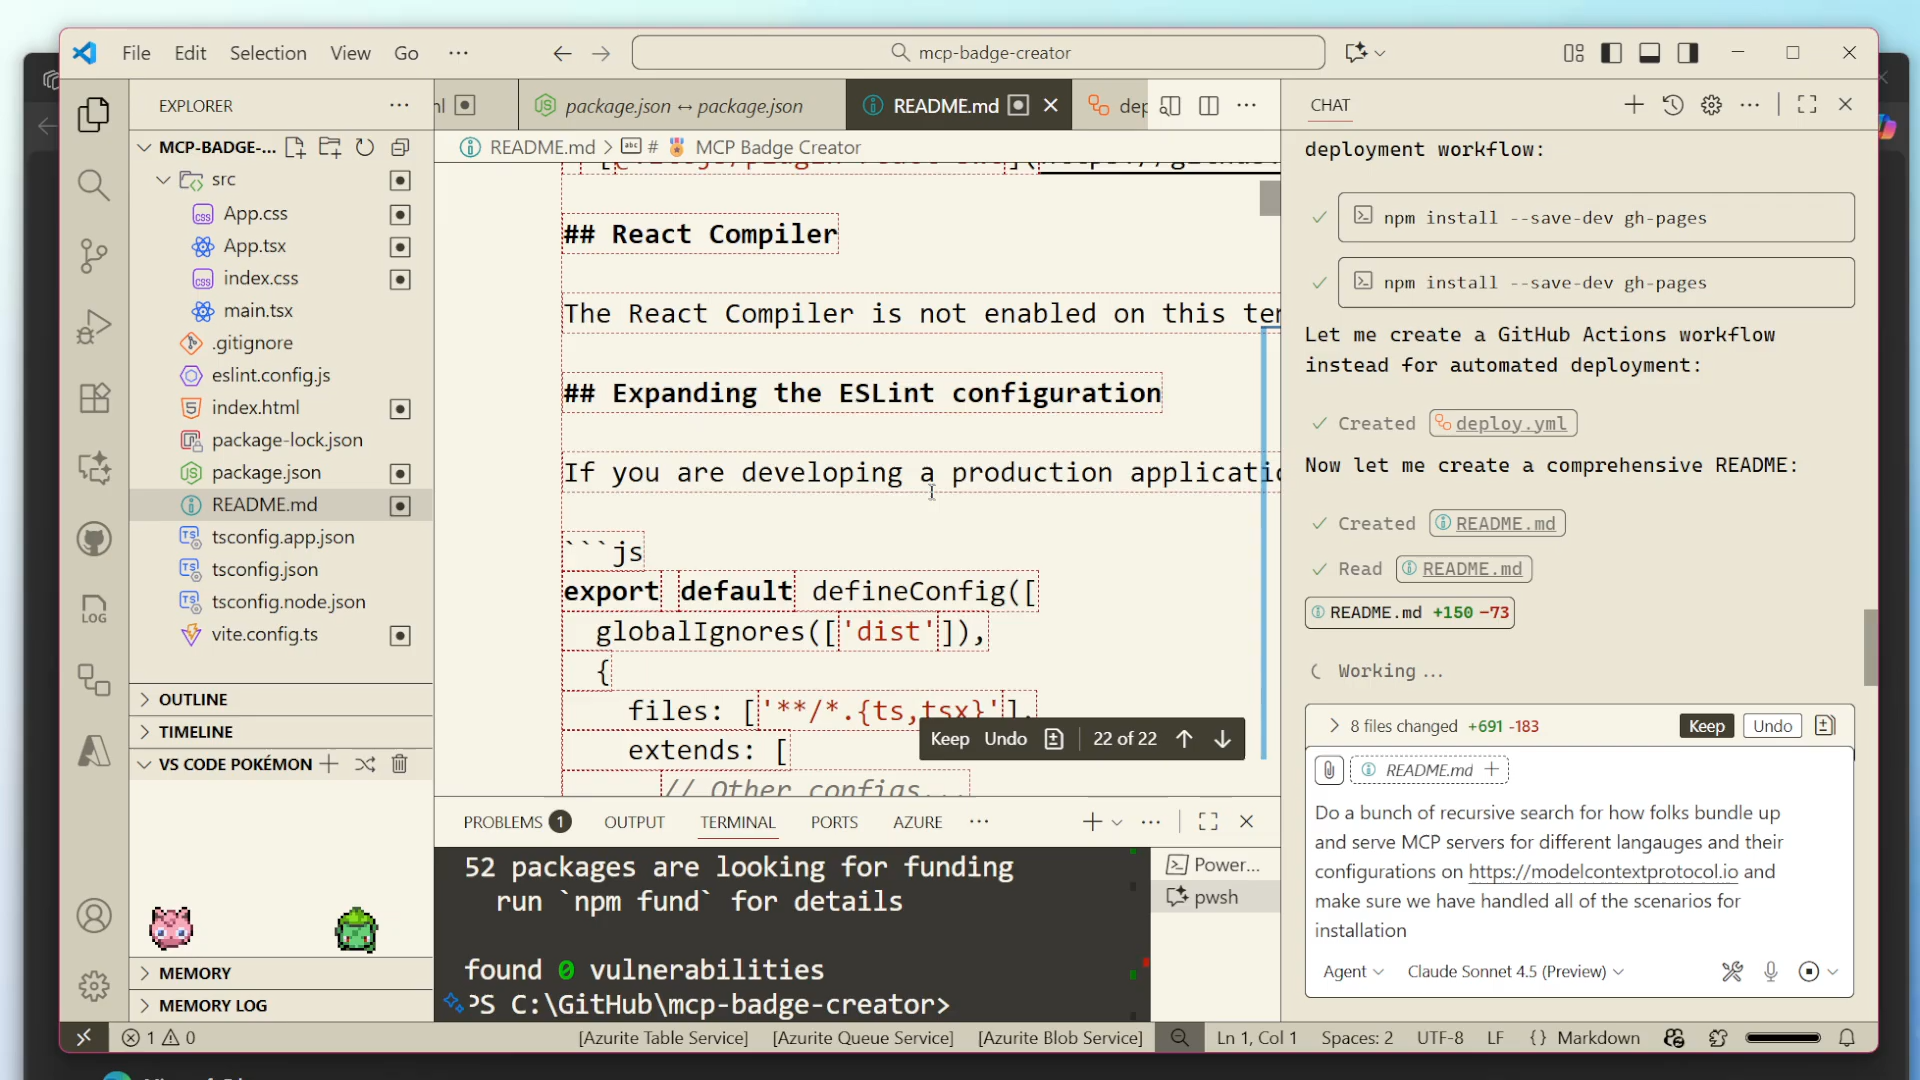 File Edit Selection View Go ···
mcp-badge-creator
EXPLORER
MCP-BADGE-...
src
App.css
App.tsx
index.css
main.tsx
.gitignore
eslint.config.js
index.html
package-lock.json
package.json
README.md
tsconfig.app.json
tsconfig.json
tsconfig.node.json
vite.config.ts
OUTLINE
TIMELINE
VS CODE POKÉMON
MEMORY
MEMORY LOG
package.json ↔ package.json
README.md
dep
README.md # MCP Badge Creator
## React Compiler
The React Compiler is not enabled on this tem
## Expanding the ESLint configuration
If you are developing a production applicatio
```js
export default defineConfig([
globalIgnores(['dist']),
{
files: ['**/*.{ts,tsx}'],
extends: [
// Other configs...
Keep Undo 22 of 22
PROBLEMS 1 OUTPUT TERMINAL PORTS AZURE ···
52 packages are looking for funding
run `npm fund` for details
found 0 vulnerabilities
PS C:\GitHub\mcp-badge-creator>
Power...
pwsh
CHAT
deployment workflow:
npm install --save-dev gh-pages
npm install --save-dev gh-pages
Let me create a GitHub Actions workflow
instead for automated deployment:
Created deploy.yml
Now let me create a comprehensive README:
Created README.md
Read README.md
README.md +150 -73
Working ...
8 files changed +691 -183 Keep Undo
README.md +
Do a bunch of recursive search for how folks bundle up
and serve MCP servers for different langauges and their
configurations on https://modelcontextprotocol.io and
make sure we have handled all of the scenarios for
installation
Agent Claude Sonnet 4.5 (Preview)
1 0 [Azurite Table Service] [Azurite Queue Service] [Azurite Blob Service] Ln 1, Col 1 Spaces: 2 UTF-8 LF {} Markdown
LOG